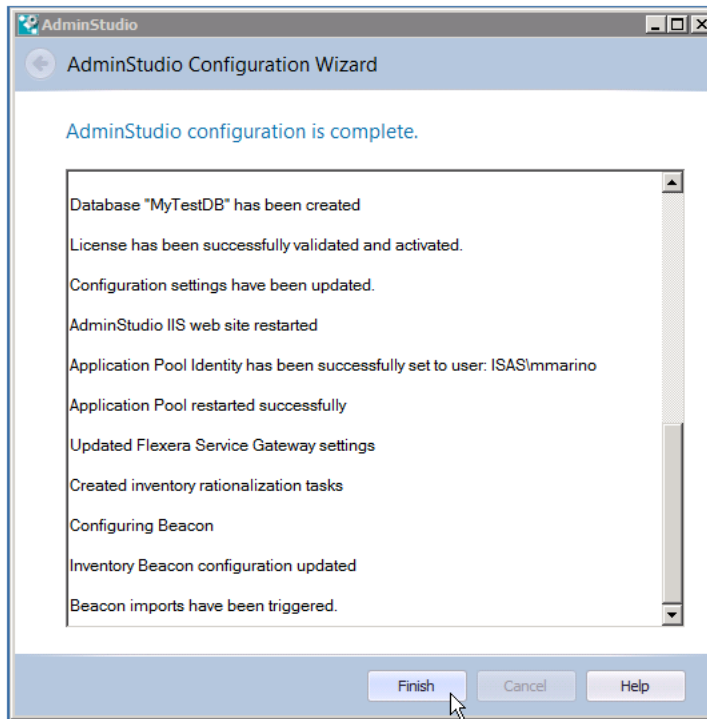 AdminStudio
AdminStudio Configuration Wizard
AdminStudio configuration is complete.
Database "MyTestDB" has been created
License has been successfully validated and activated.
Configuration settings have been updated.
AdminStudio IIS web site restarted
Application Pool Identity has been successfully set to user: ISAS\mmarino
Application Pool restarted successfully
Updated Flexera Service Gateway settings
Created inventory rationalization tasks
Configuring Beacon
Inventory Beacon configuration updated
Beacon imports have been triggered.
Finish Cancel Help